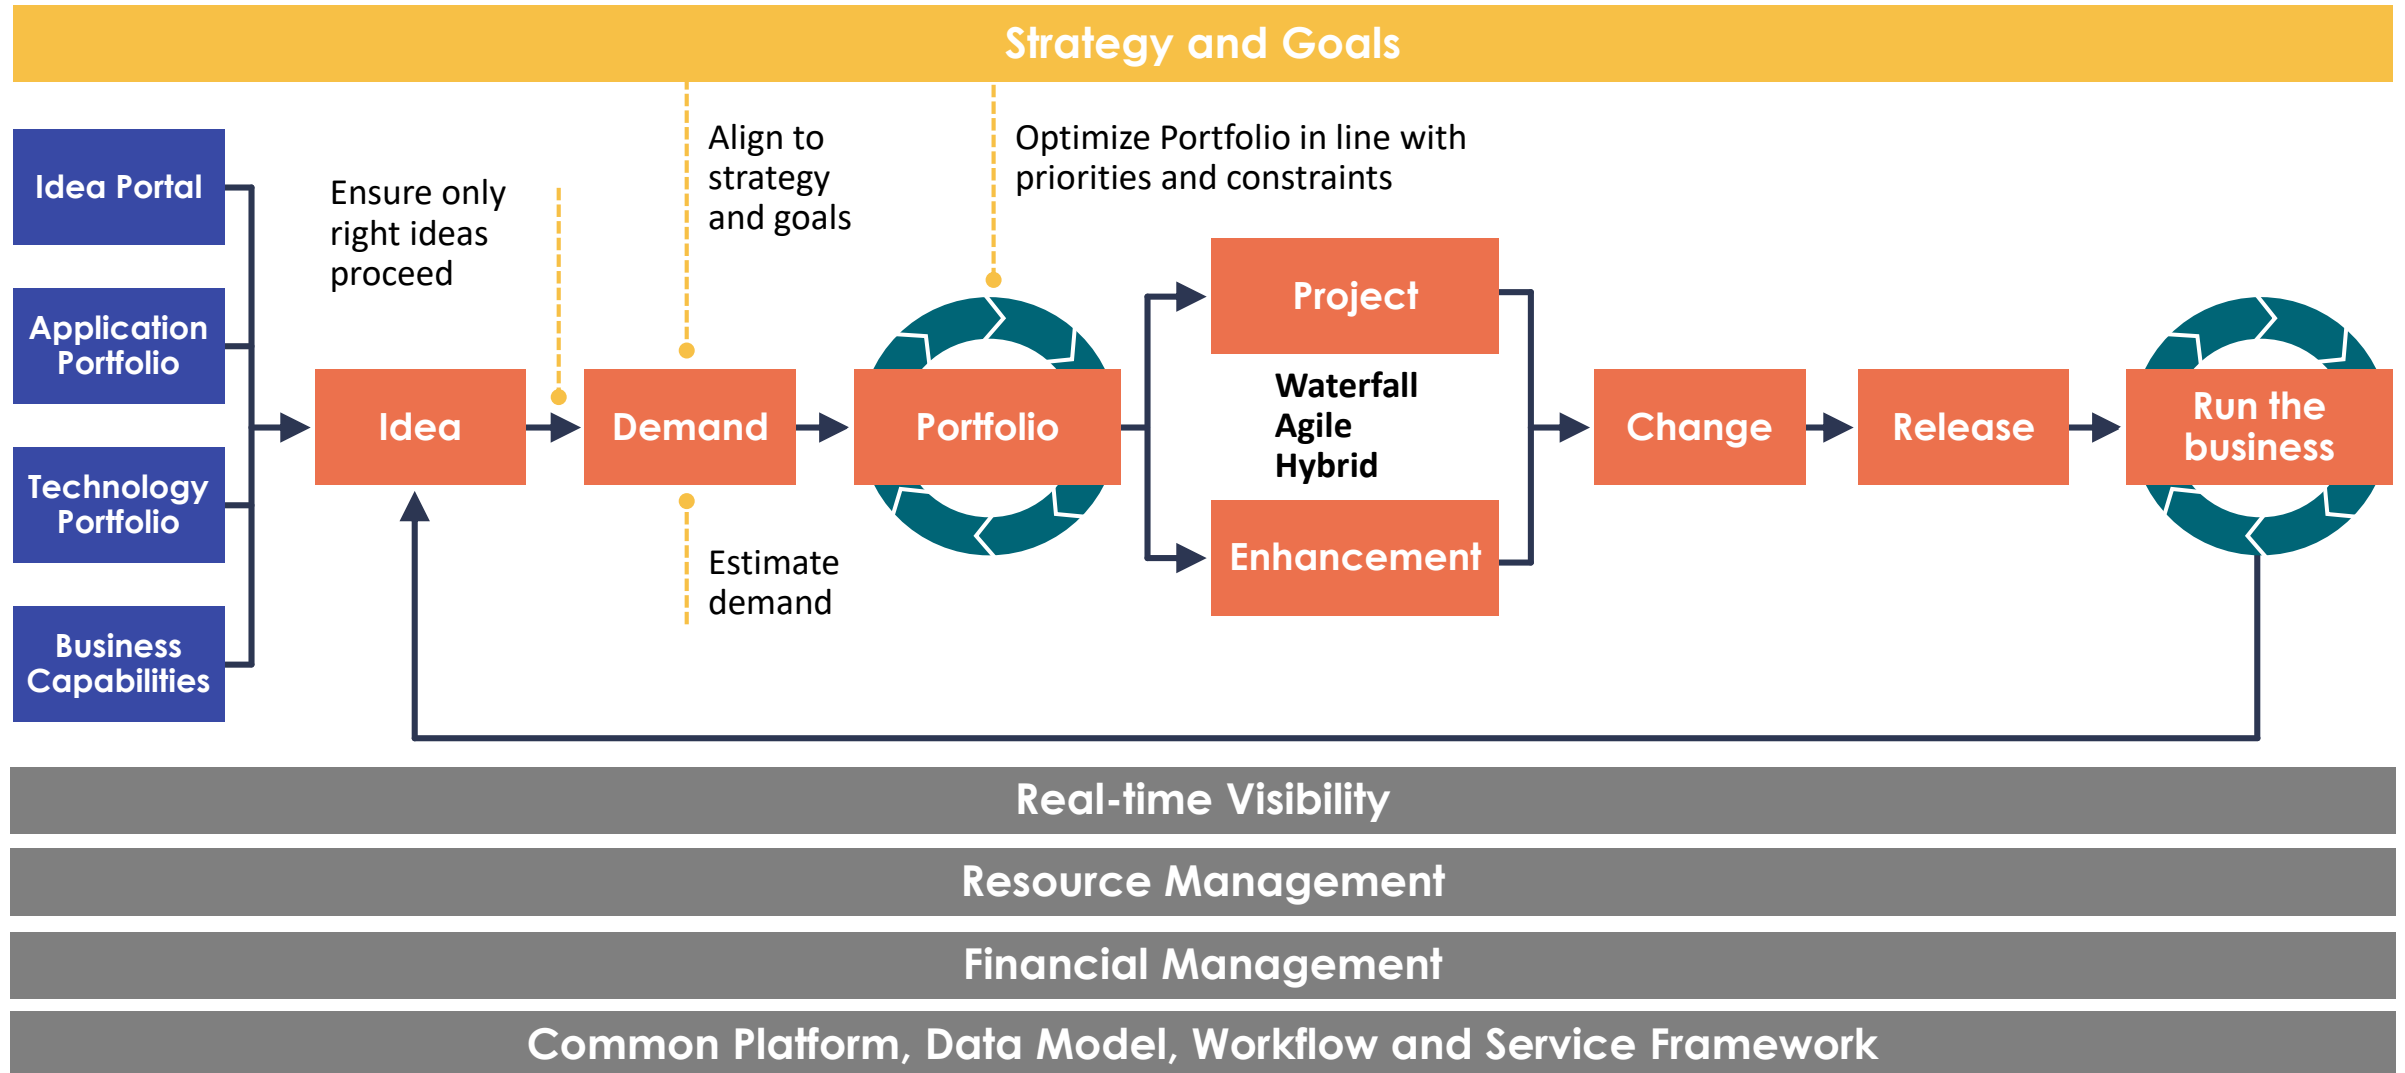 Strategy and Goals
Idea Portal
Application
Portfolio
Technology
Portfolio
Business
Capabilities
Ensure only
right ideas
proceed
Align to
strategy
and goals
Optimize Portfolio in line with
priorities and constraints
Idea
Demand
Estimate
demand
Portfolio
Project
Waterfall
Agile
Hybrid
Enhancement
Change
Release
Run the
business
Real-time Visibility
Resource Management
Financial Management
Common Platform, Data Model, Workflow and Service Framework